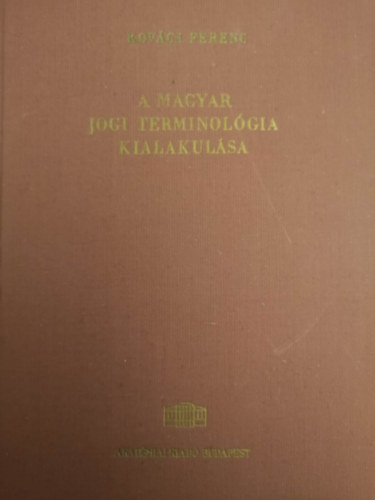 KOVÁCS FERENC
A MAGYAR
JOGI TERMINOLÓGIA
KIALAKULÁSA
AKADÉMIAI KIADÓ BUDAPEST